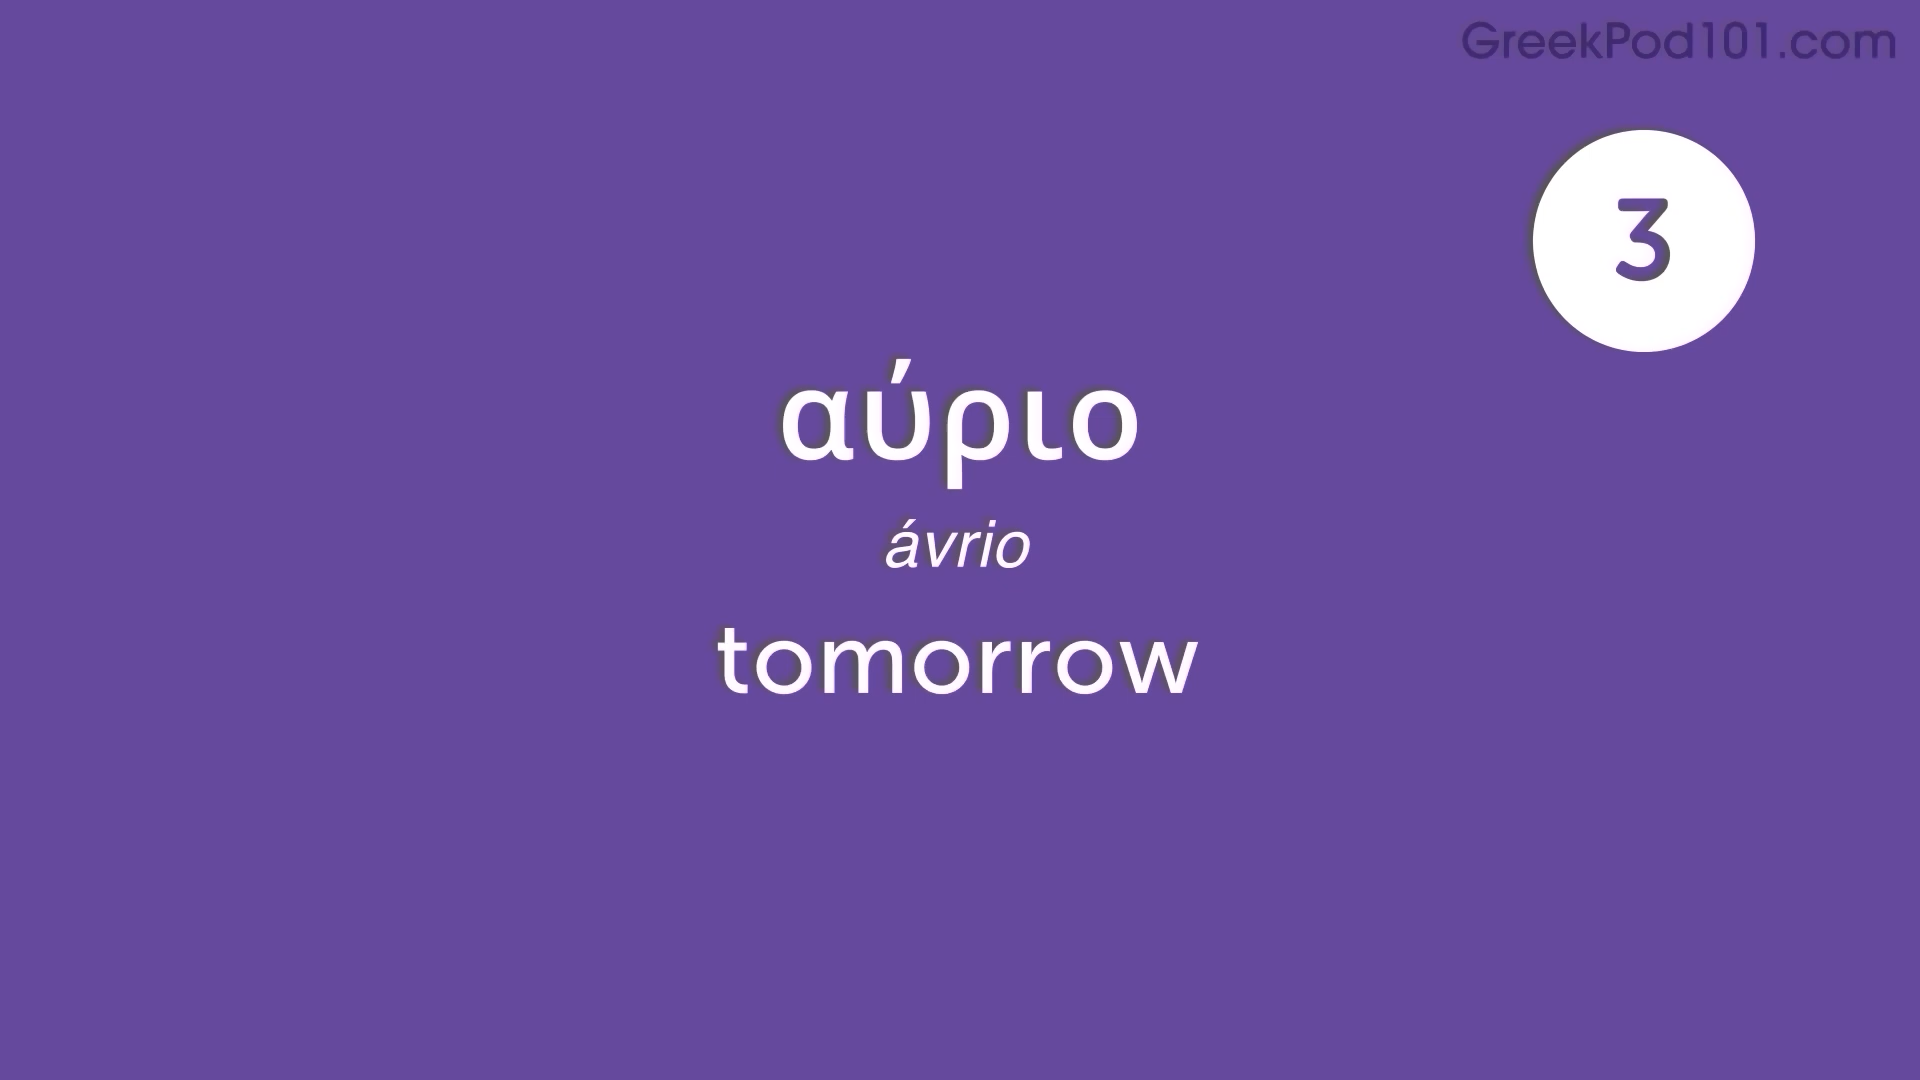 GreekPod101.com
3
αύριο
ávrio
tomorrow